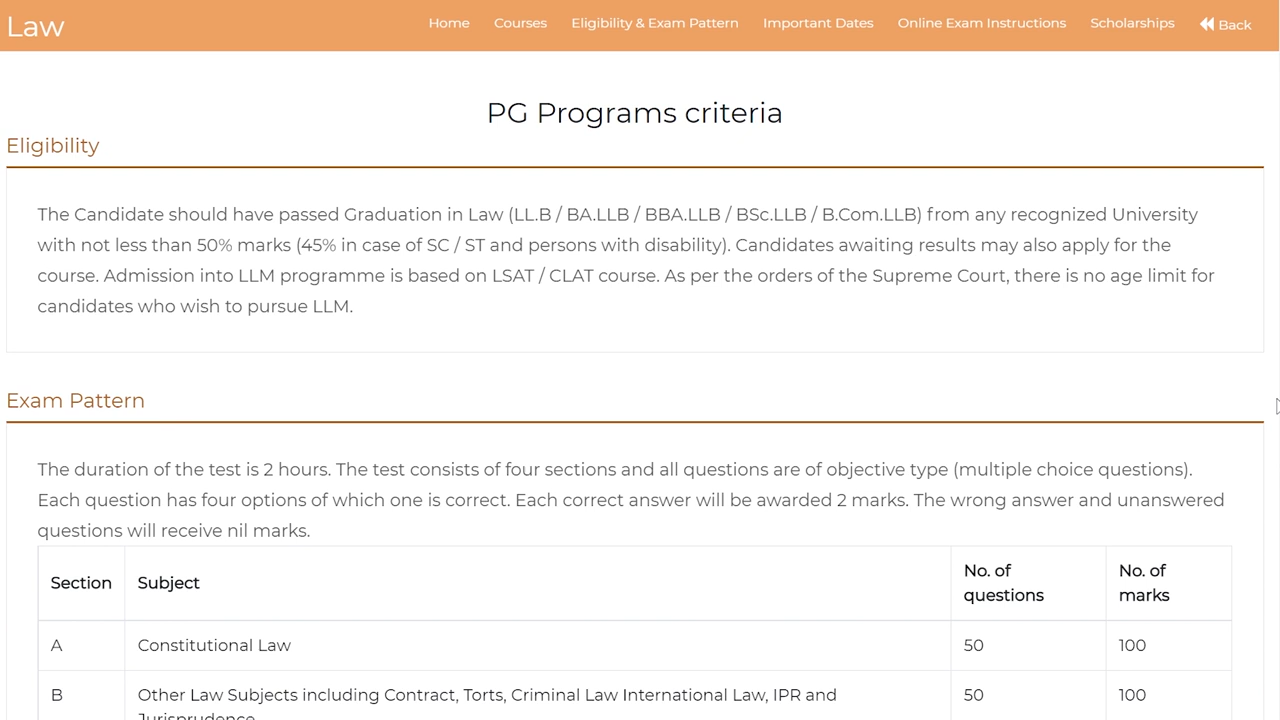 Law
Home Courses Eligibility & Exam Pattern Important Dates Online Exam Instructions Scholarships Back
PG Programs criteria
Eligibility
The Candidate should have passed Graduation in Law (LL.B / BA.LLB / BBA.LLB / BSc.LLB / B.Com.LLB) from any recognized University
with not less than 50% marks (45% in case of SC / ST and persons with disability). Candidates awaiting results may also apply for the
course. Admission into LLM programme is based on LSAT / CLAT course. As per the orders of the Supreme Court, there is no age limit for
candidates who wish to pursue LLM.
Exam Pattern
The duration of the test is 2 hours. The test consists of four sections and all questions are of objective type (multiple choice questions).
Each question has four options of which one is correct. Each correct answer will be awarded 2 marks. The wrong answer and unanswered
questions will receive nil marks.
Section Subject No. of questions No. of marks
A Constitutional Law 50 100
B Other Law Subjects including Contract, Torts, Criminal Law International Law, IPR and 50 100
Jurisprudence